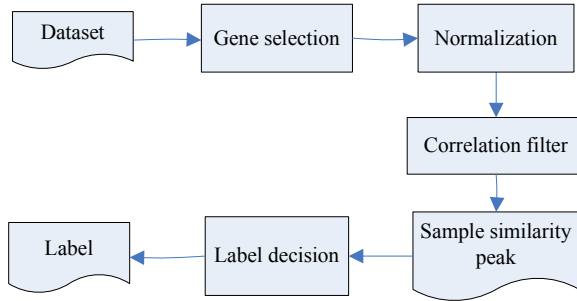 Dataset
Gene selection
Normalization
Correlation filter
Sample similarity
peak
Label decision
Label